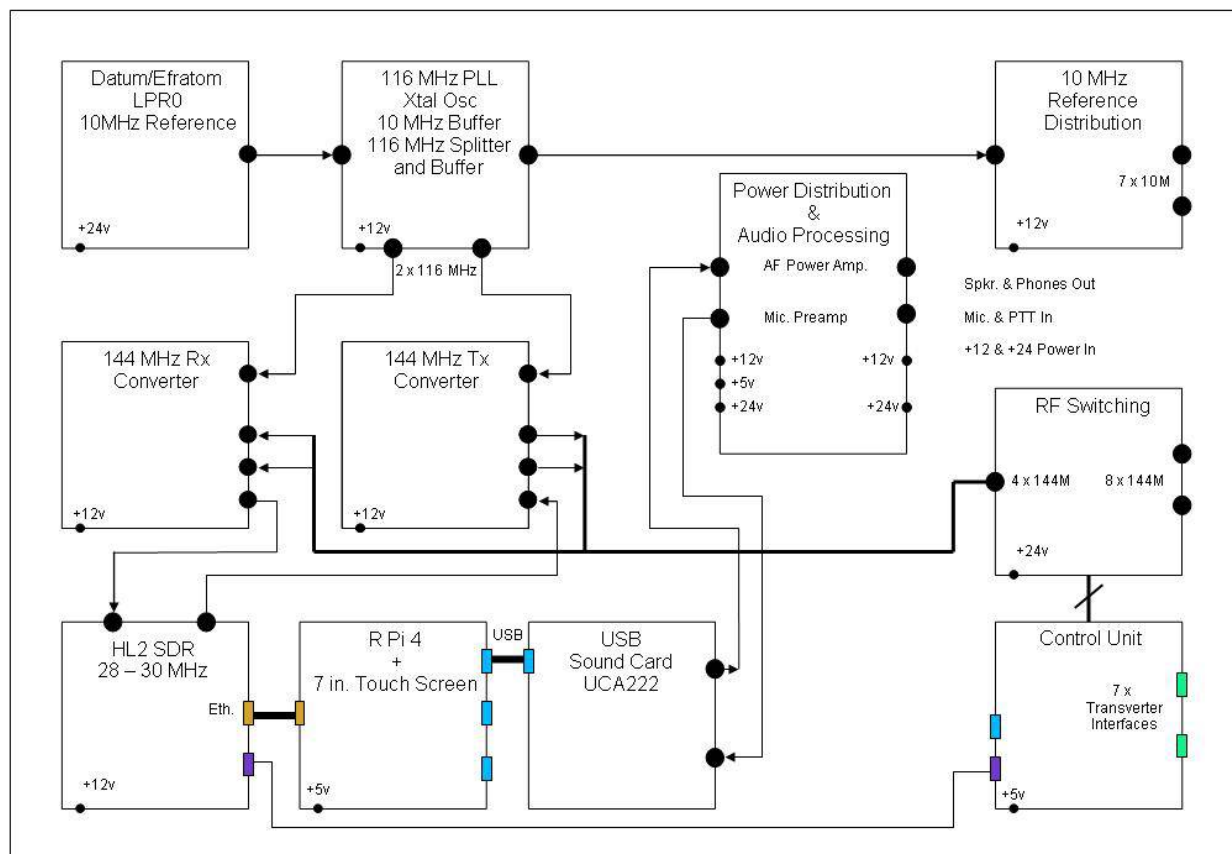 Datum/Efratom
LPR0
10MHz Reference
+24v
116 MHz PLL
Xtal Osc
10 MHz Buffer
116 MHz Splitter
and Buffer
+12v
2 x 116 MHz
10 MHz
Reference
Distribution
7 x 10M
+12v
Power Distribution
&
Audio Processing
AF Power Amp.
Mic. Preamp
+12v
+5v
+24v
+12v
+24v
Spkr. & Phones Out
Mic. & PTT In
+12 & +24 Power In
144 MHz Rx
Converter
+12v
144 MHz Tx
Converter
+12v
RF Switching
4 x 144M
8 x 144M
+24v
HL2 SDR
28 – 30 MHz
Eth.
+12v
R Pi 4
+
7 in. Touch Screen
+5v
USB
USB
Sound Card
UCA222
Control Unit
7 x
Transverter
Interfaces
+5v